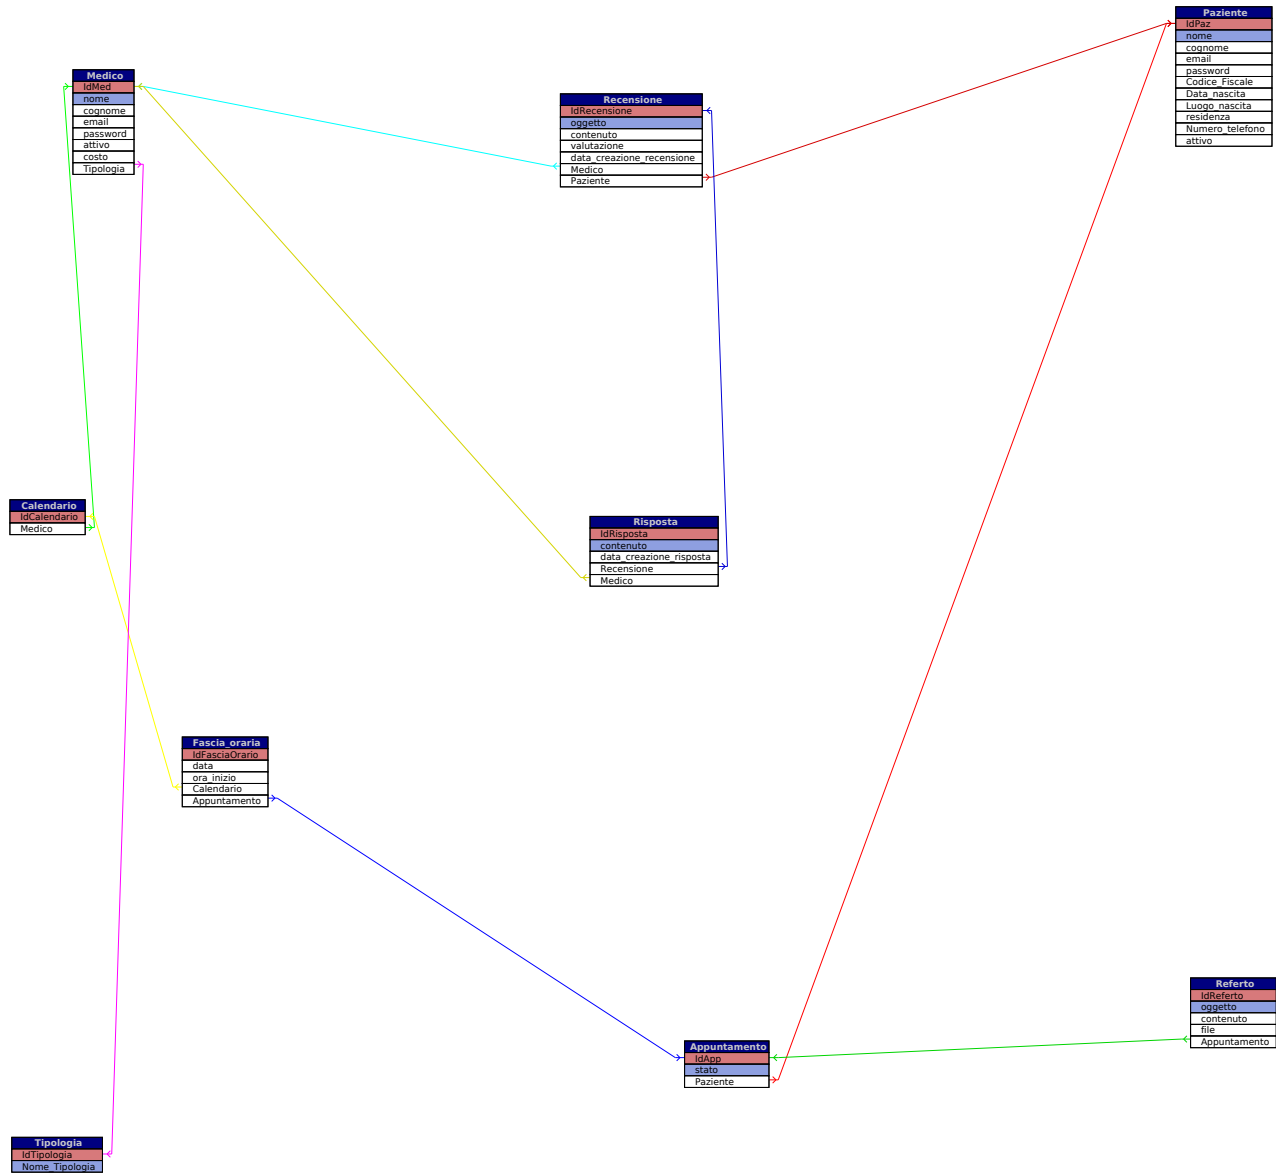 Paziente
IdPaz
nome
cognome
email
password
Codice_Fiscale
Data_nascita
Luogo_nascita
residenza
Numero_telefono
attivo
Medico
IdMed
nome
cognome
email
password
attivo
costo
Tipologia
Recensione
IdRecensione
oggetto
contenuto
valutazione
data_creazione_recensione
Medico
Paziente
Calendario
IdCalendario
Medico
Risposta
IdRisposta
contenuto
data_creazione_risposta
Recensione
Medico
Fascia_oraria
IdFasciaOrario
data
ora_inizio
Calendario
Appuntamento
Referto
IdReferto
oggetto
contenuto
file
Appuntamento
Appuntamento
IdApp
stato
Paziente
Tipologia
IdTipologia
Nome_Tipologia